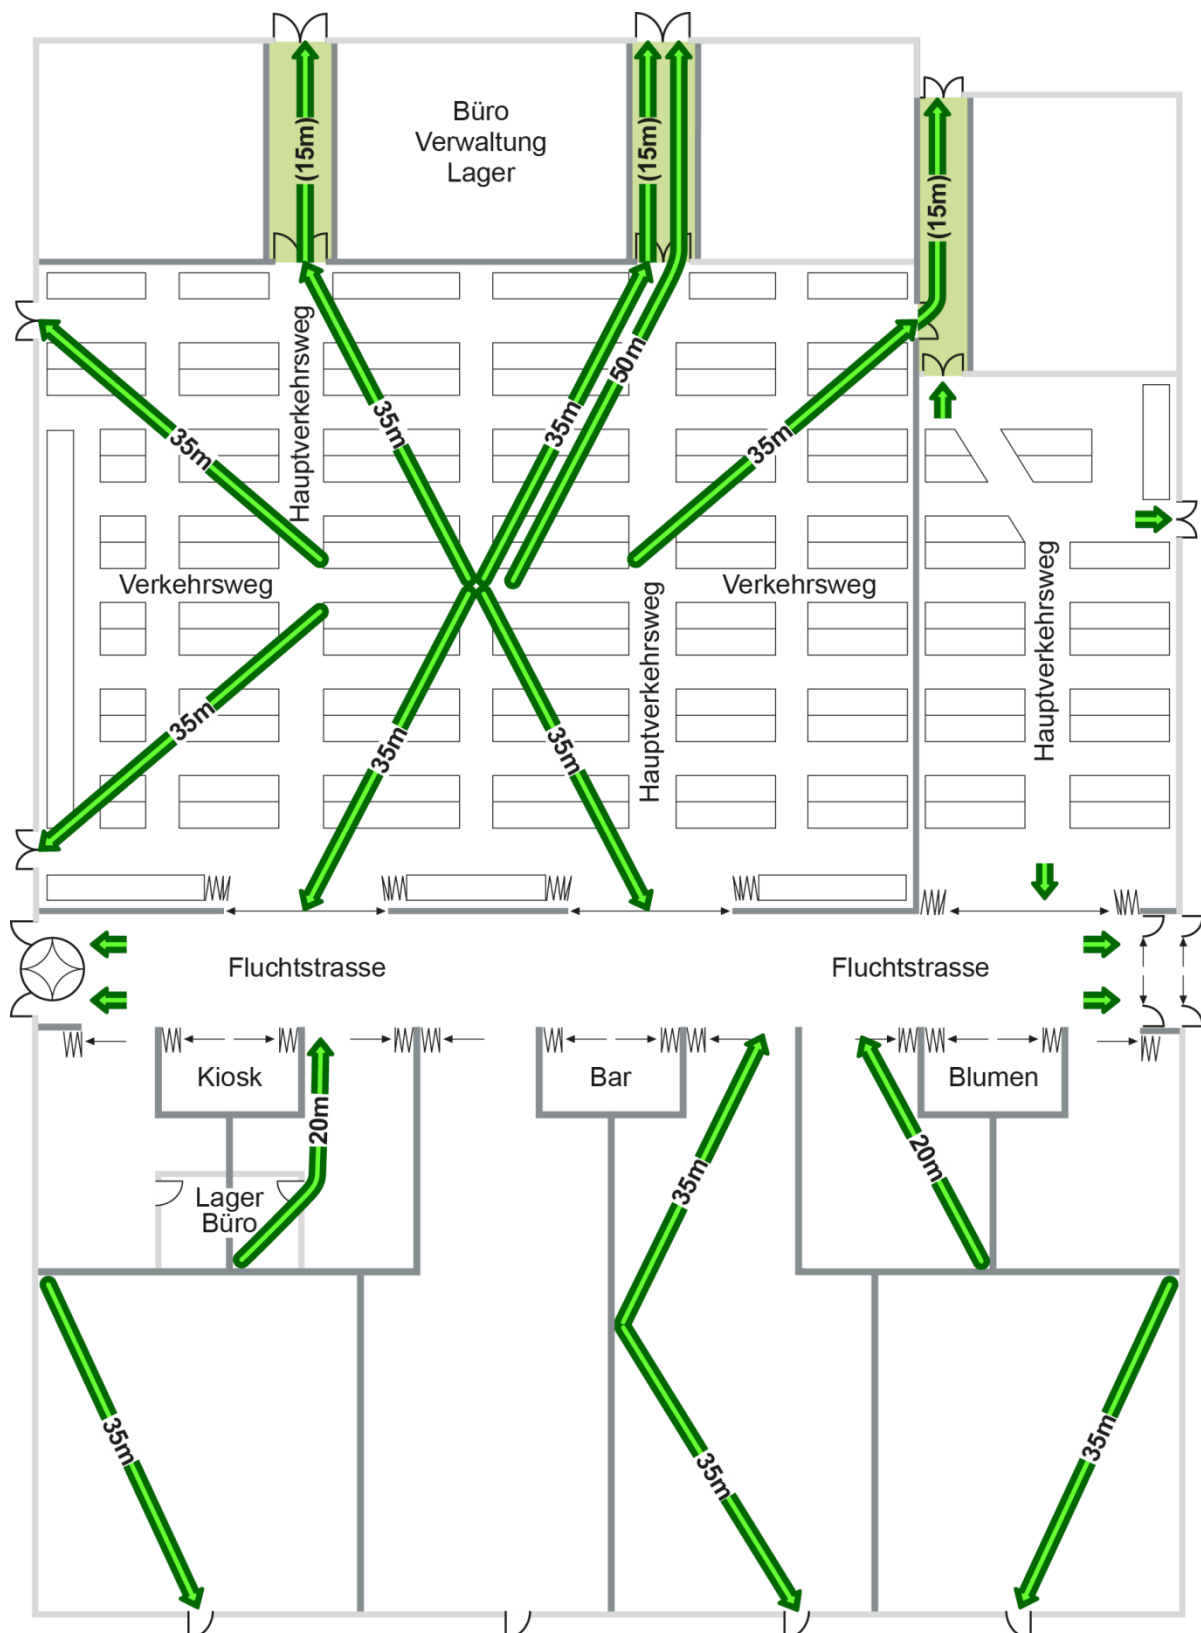 Büro
Verwaltung
Lager
(15m)
(15m)
(15m)
Hauptverkehrsweg
50m
35m
35m
35m
35m
Verkehrsweg
Verkehrsweg
Hauptverkehrsweg
Hauptverkehrsweg
35m
35m
35m
Fluchtstrasse
Fluchtstrasse
Kiosk
Bar
Blumen
20m
35m
20m
Lager
Büro
35m
35m
35m